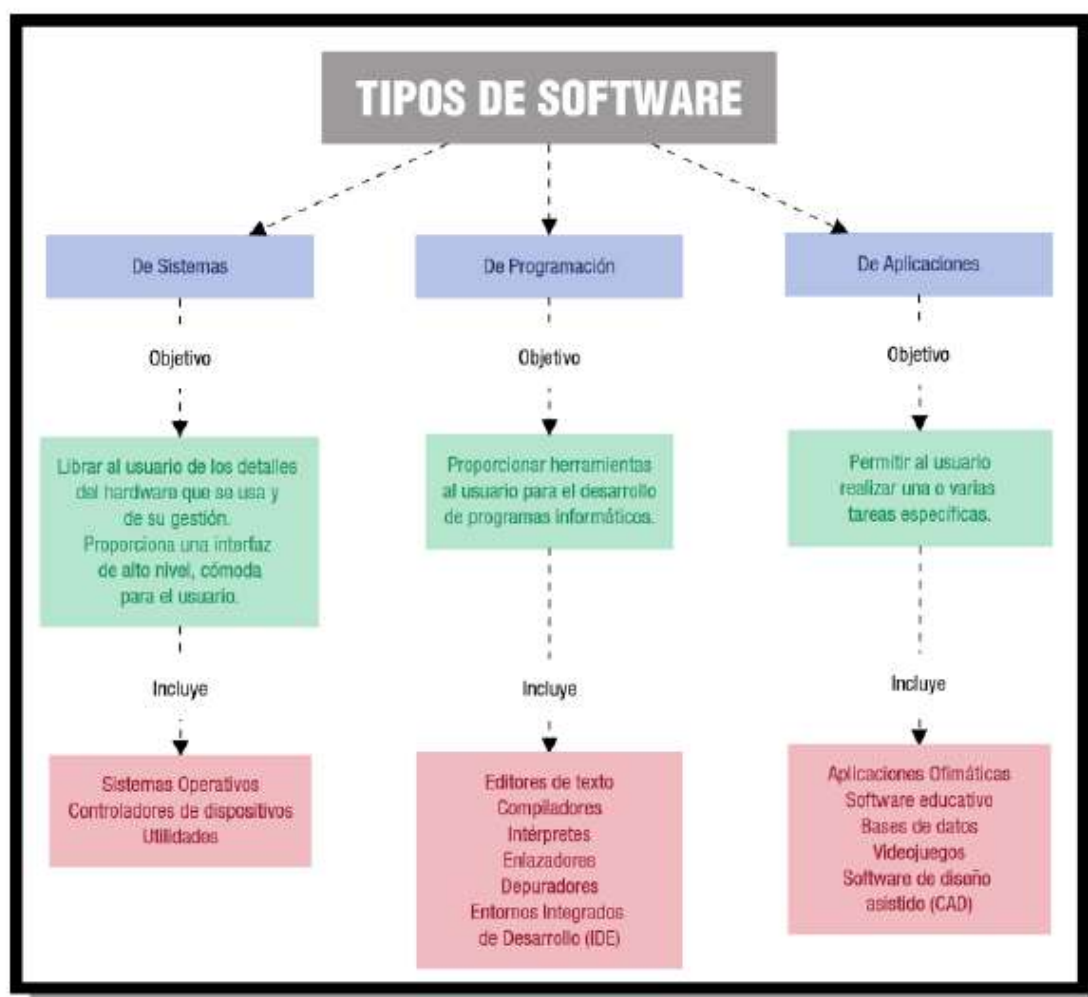 TIPOS DE SOFTWARE
De Sistemas
Objetivo
Librar al usuario de los detalles
del hardware que se usa y
de su gestión.
Proporciona una interfaz
de alto nivel, cómoda
para el usuario.
Incluye
Sistemas Operativos
Controladores de dispositivos
Utilidades
De Programación
Objetivo
Proporcionar herramientas
al usuario para el desarrollo
de programas informáticos.
Incluye
Editores de texto
Compiladores
Intérpretes
Enlazadores
Depuradores
Entornos Integrados
de Desarrollo (IDE)
De Aplicaciones
Objetivo
Permitir al usuario
realizar una o varias
tareas específicas.
Incluye
Aplicaciones Ofimáticas
Software educativo
Bases de datos
Videojuegos
Software de diseño
asistido (CAD)